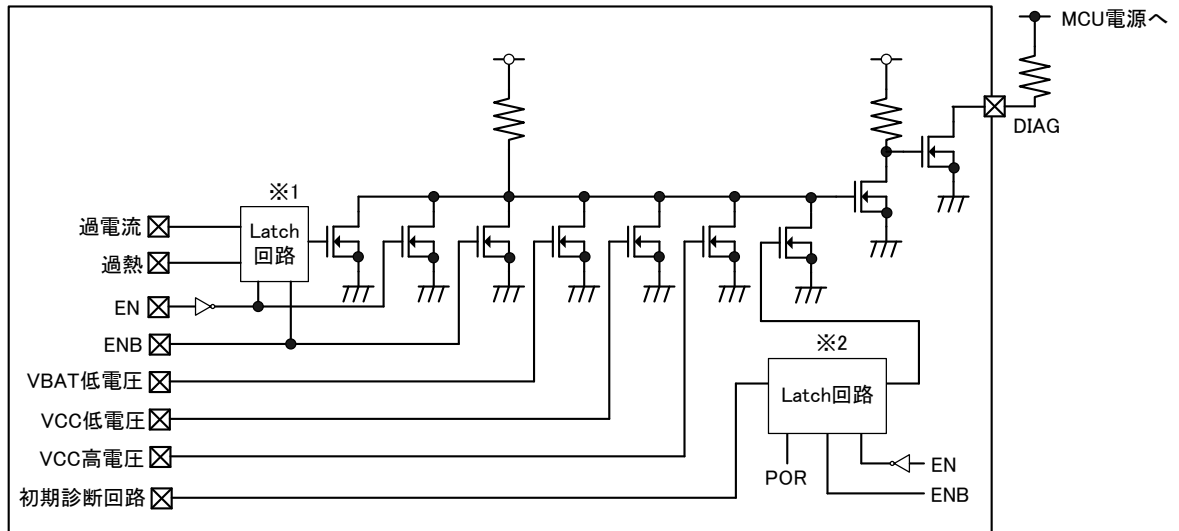 MCU電源へ
DIAG
※1
Latch
回路
過電流
過熱
EN
ENB
VBAT低電圧
VCC低電圧
VCC高電圧
初期診断回路
※2
Latch回路
POR
EN
ENB